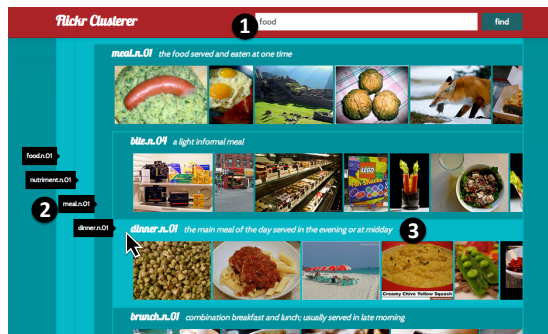 Flickr Clusterer
1
food
find
meal.n.01 the food served and eaten at one time
bite.n.04 a light informal meal
food.n.01
nutriment.n.01
2
meal.n.01
dinner.n.01
dinner.n.01 the main meal of the day served in the evening or at midday
3
LEGO
Creamy Chive Yellow Squash
brunch.n.01 combination breakfast and lunch; usually served in late morning